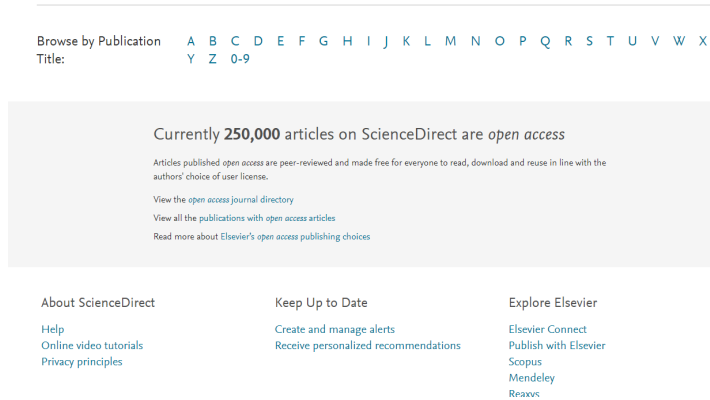 Browse by Publication Title:
A B C D E F G H I J K L M N O P Q R S T U V W X
Y Z 0-9
Currently 250,000 articles on ScienceDirect are open access
Articles published open access are peer-reviewed and made free for everyone to read, download and reuse in line with the
authors' choice of user license.
View the open access journal directory
View all the publications with open access articles
Read more about Elsevier's open access publishing choices
About ScienceDirect
Help
Online video tutorials
Privacy principles
Keep Up to Date
Create and manage alerts
Receive personalized recommendations
Explore Elsevier
Elsevier Connect
Publish with Elsevier
Scopus
Mendeley
Reaxys